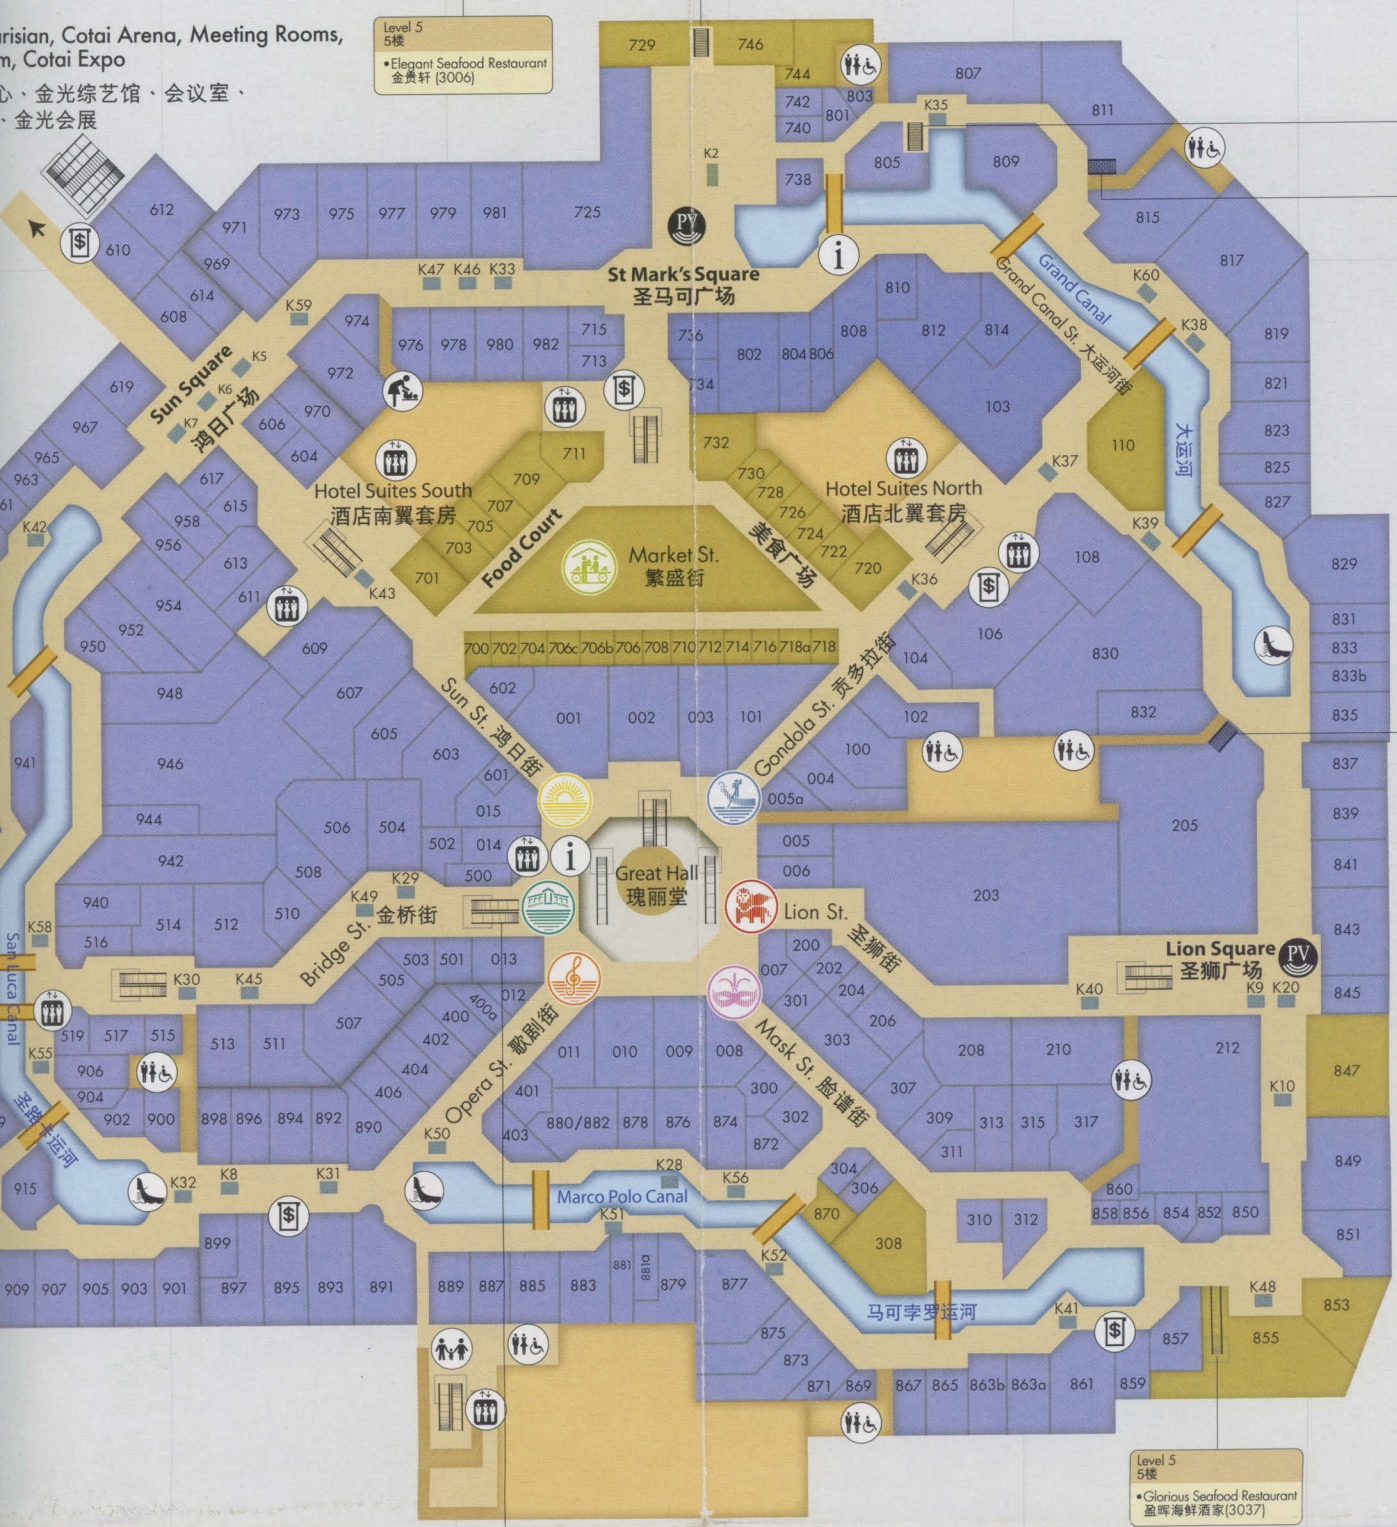 arisian, Cotai Arena, Meeting Rooms,
m, Cotai Expo
心、金光综艺馆、会议室、
、金光会展
Level 5
5楼
•Elegant Seafood Restaurant
金贵轩 (3006)
729
746
744
742
740
803
801
738
807
811
K35
805
809
815
817
819
821
823
825
827
829
831
833
833b
835
837
839
841
843
845
847
849
851
853
855
K2
PV
St Mark's Square
圣马可广场
i
Grand Canal
Grand Canal St. 大运河街
大运河
K60
K38
K37
K39
K36
612
610
971
969
614
608
973
975
977
979
981
725
K47
K46
K33
K59
974
972
976
978
980
982
715
713
736
734
802
804
806
808
810
812
814
103
110
Sun Square
鸿日广场
K5
K6
K7
619
967
965
963
61
K42
606
970
604
617
615
958
956
613
611
954
952
950
948
946
944
942
941
940
516
514
512
510
508
506
504
502
014
015
500
601
603
605
607
609
602
001
002
003
101
Hotel Suites South
酒店南翼套房
Hotel Suites North
酒店北翼套房
711
709
707
705
703
701
732
730
728
726
724
722
720
Food Court
美食广场
Market St.
繁盛街
K43
700
702
704
706c
706b
706
708
710
712
714
716
718a
718
Sun St. 鸿日街
Gondola St. 贡多拉街
108
106
104
102
100
004
005a
005
006
830
832
205
203
Great Hall
瑰丽堂
i
Lion St.
圣狮街
Lion Square
圣狮广场
PV
K40
K9
K20
K10
K29
K49
Bridge St. 金桥街
K58
K30
K45
San Luca Canal
圣路卡运河
K55
519
517
515
906
904
902
900
915
9
K32
K8
K31
513
511
507
505
503
501
013
012
400a
400
402
404
406
898
896
894
892
890
Opera St. 歌剧街
K50
011
010
009
008
401
403
880/882
878
876
874
872
300
302
200
007
202
301
204
206
303
307
309
311
313
315
317
208
210
212
Mask St. 脸谱街
K28
K56
Marco Polo Canal
K51
K52
304
306
870
308
310
312
860
858
856
854
852
850
马可孛罗运河
K41
K48
909
907
905
903
901
899
897
895
893
891
889
887
885
883
881
881a
879
877
875
873
871
869
867
865
863b
863a
861
859
857
Level 5
5楼
•Glorious Seafood Restaurant
盈晖海鲜酒家(3037)